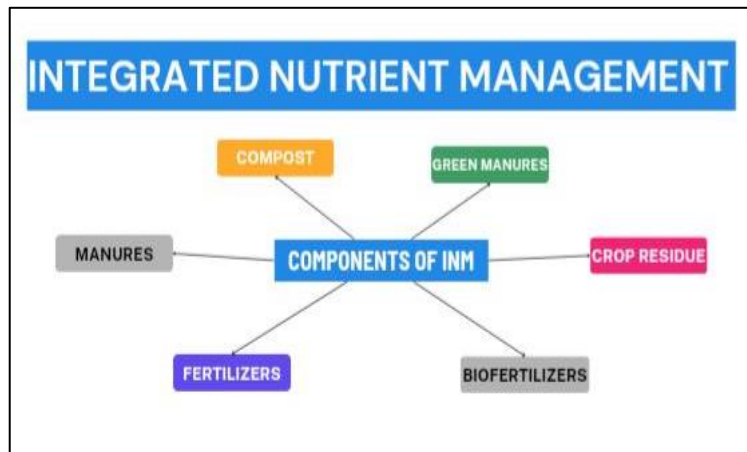 INTEGRATED NUTRIENT MANAGEMENT
COMPOST
GREEN MANURES
MANURES
COMPONENTS OF INM
CROP RESIDUE
FERTILIZERS
BIOFERTILIZERS